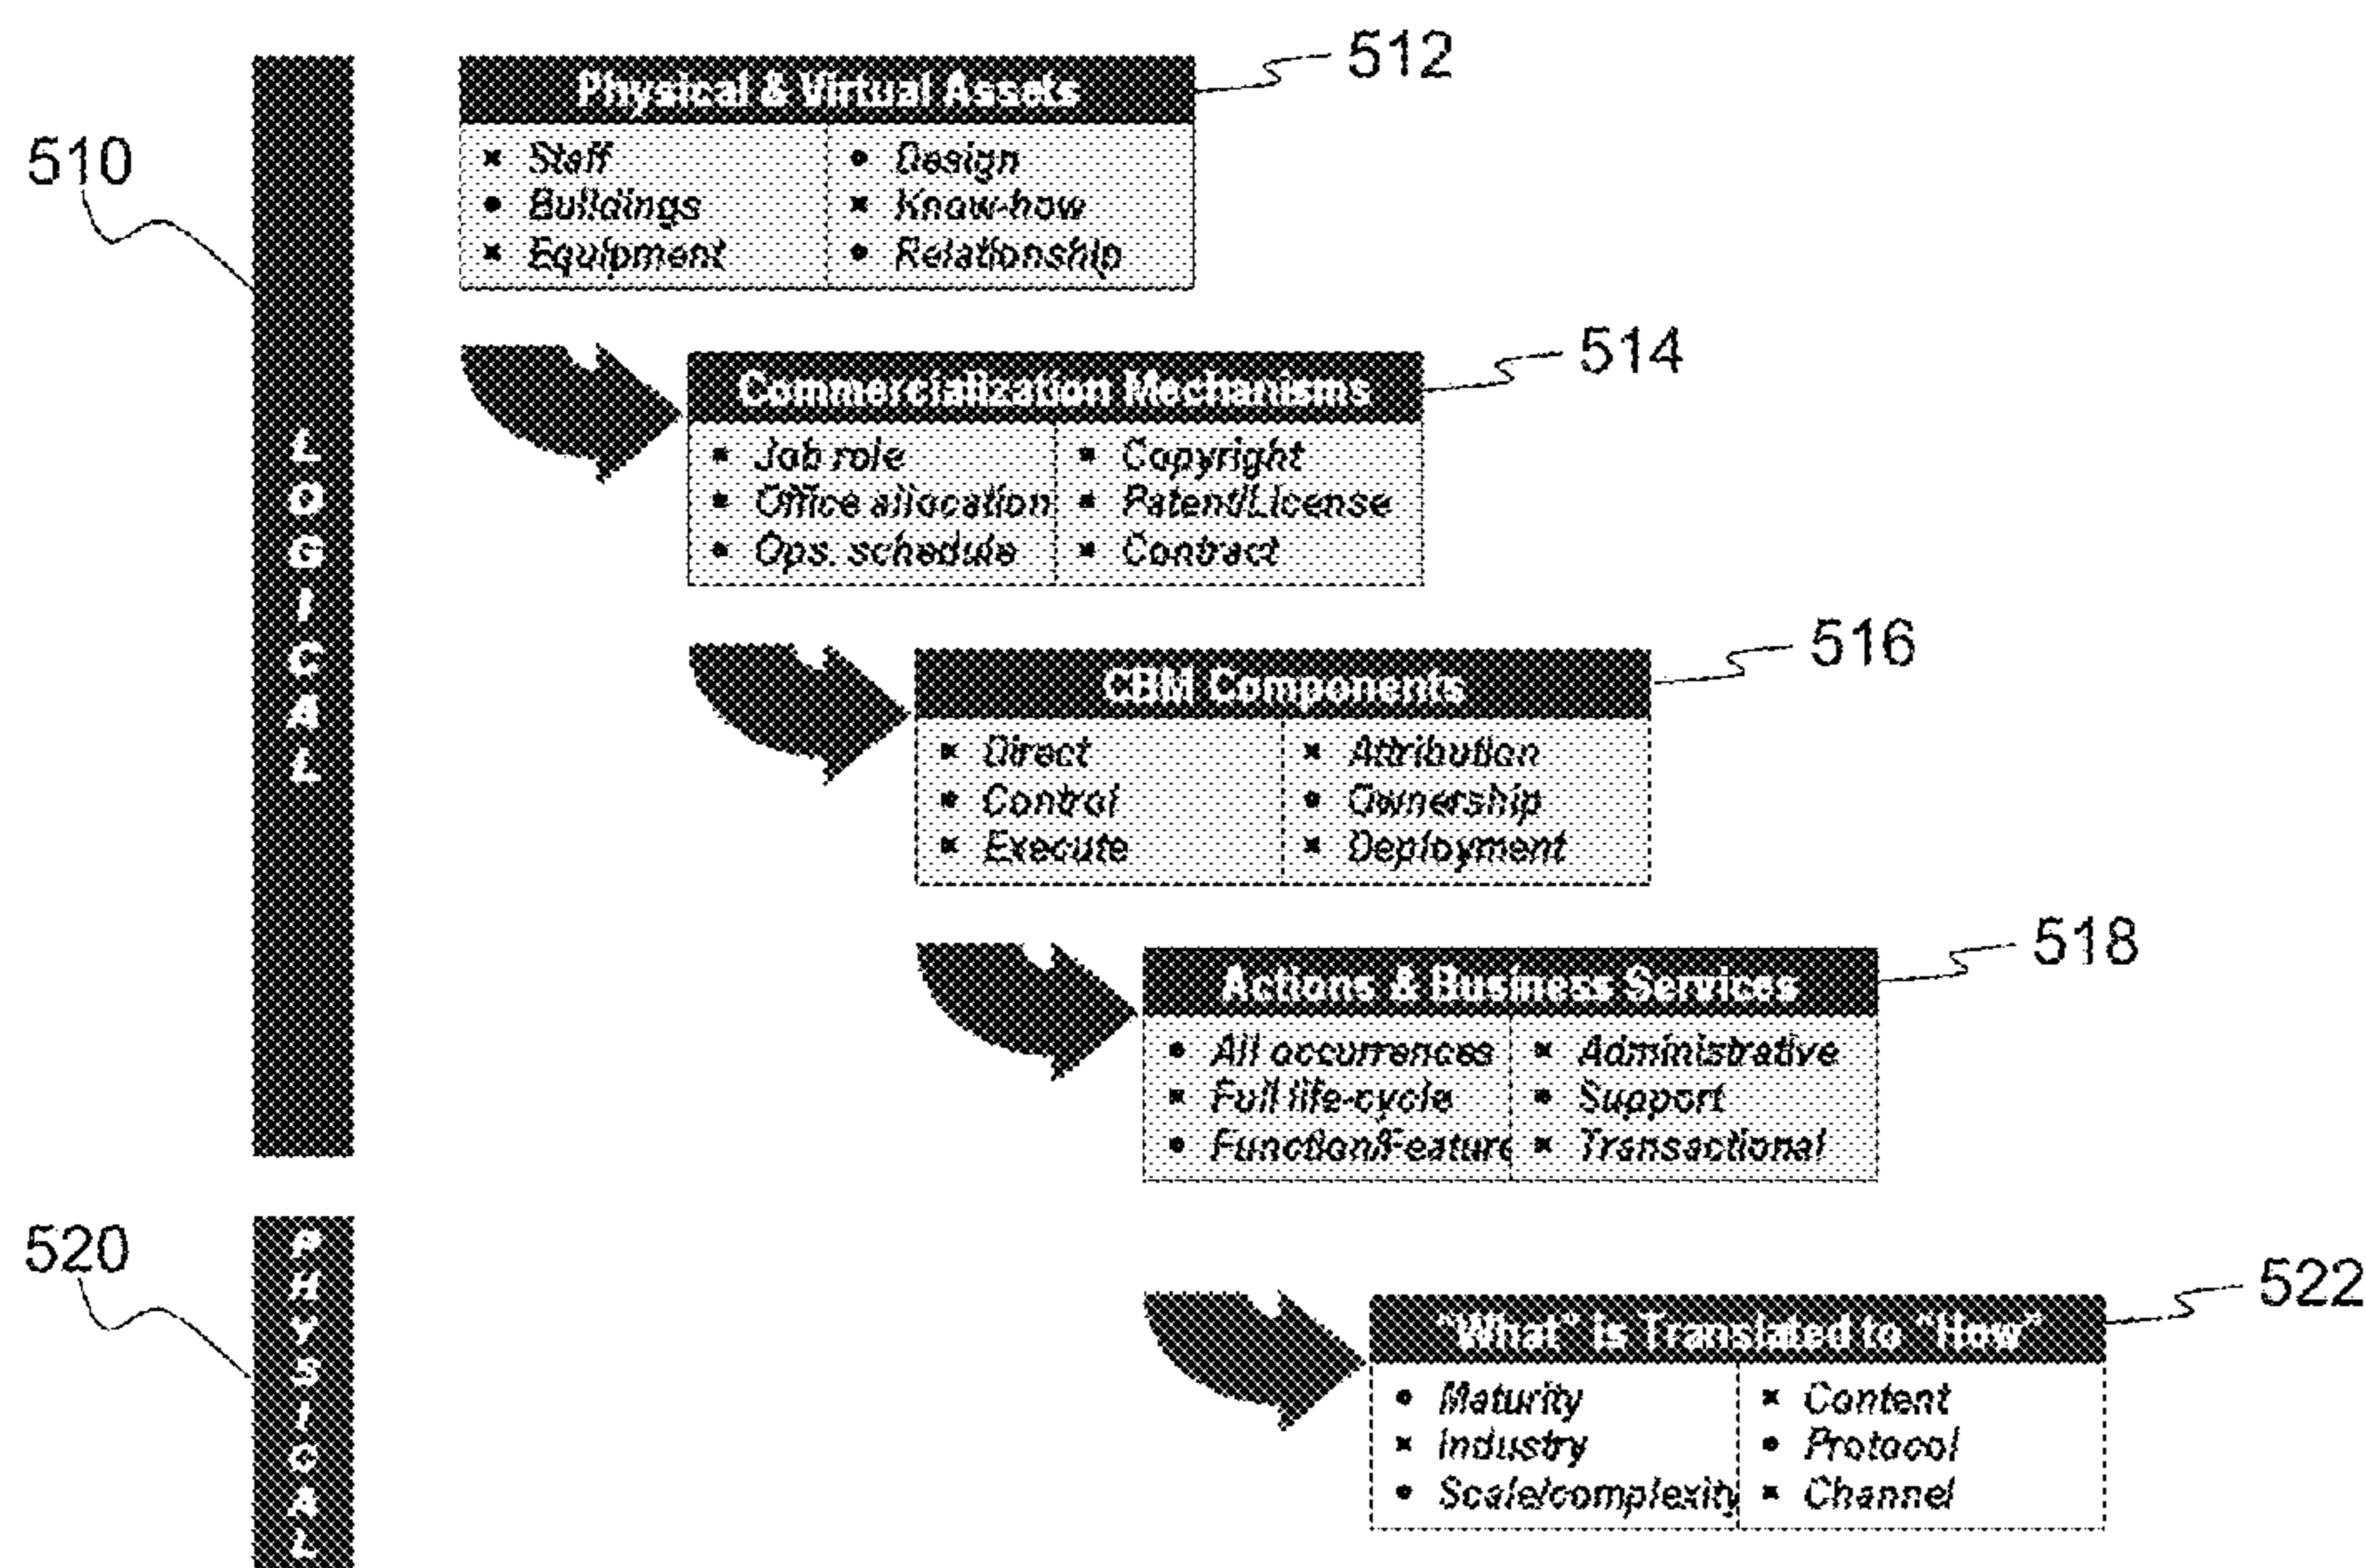 512
Physical & Virtual Assets
510
Staff
Buildings
Equipment
Design
Know-how
Relationship
514
Commercialization Mechanisms
Job role
Office allocation
Ops. schedule
Copyright
Patent/License
Contract
LOGICAL
516
CBM Components
Direct
Control
Execute
Attribution
Ownership
Deployment
518
Actions & Business Services
All occurrences
Full life-cycle
Function/Feature
Administrative
Support
Transactional
520
PHYSICAL
522
"What" is Translated to "How"
Maturity
Industry
Scale/complexity
Content
Protocol
Channel